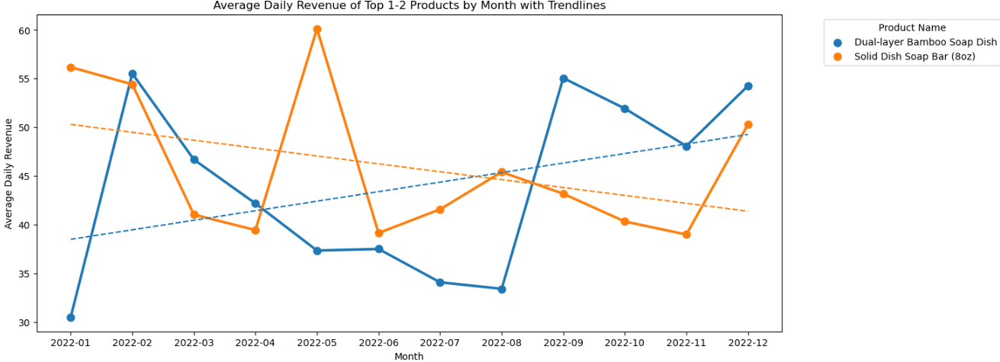 Average Daily Revenue of Top 1-2 Products by Month with Trendlines
Product Name
Dual-layer Bamboo Soap Dish
Solid Dish Soap Bar (8oz)
Average Daily Revenue
60
55
50
45
40
35
30
2022-01 2022-02 2022-03 2022-04 2022-05 2022-06 2022-07 2022-08 2022-09 2022-10 2022-11 2022-12
Month